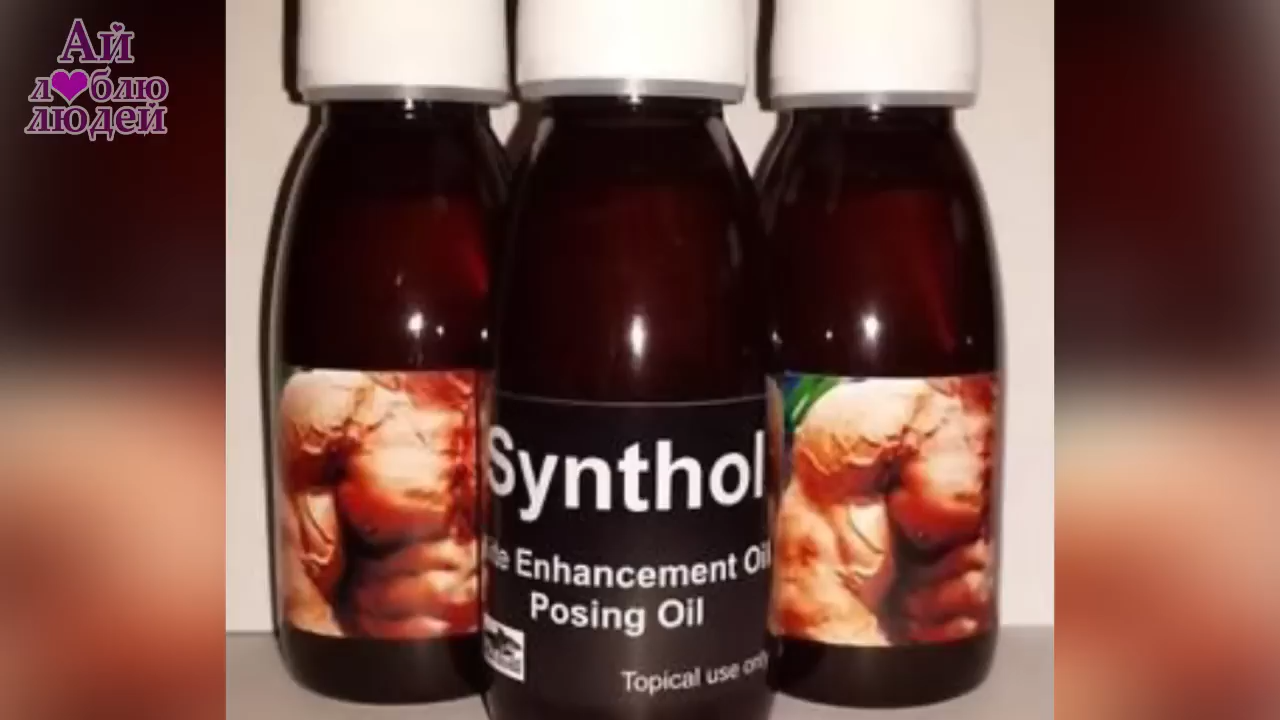 Ай
люблю
людей
Synthol
Enhancement Oil
Posing Oil
Topical use only